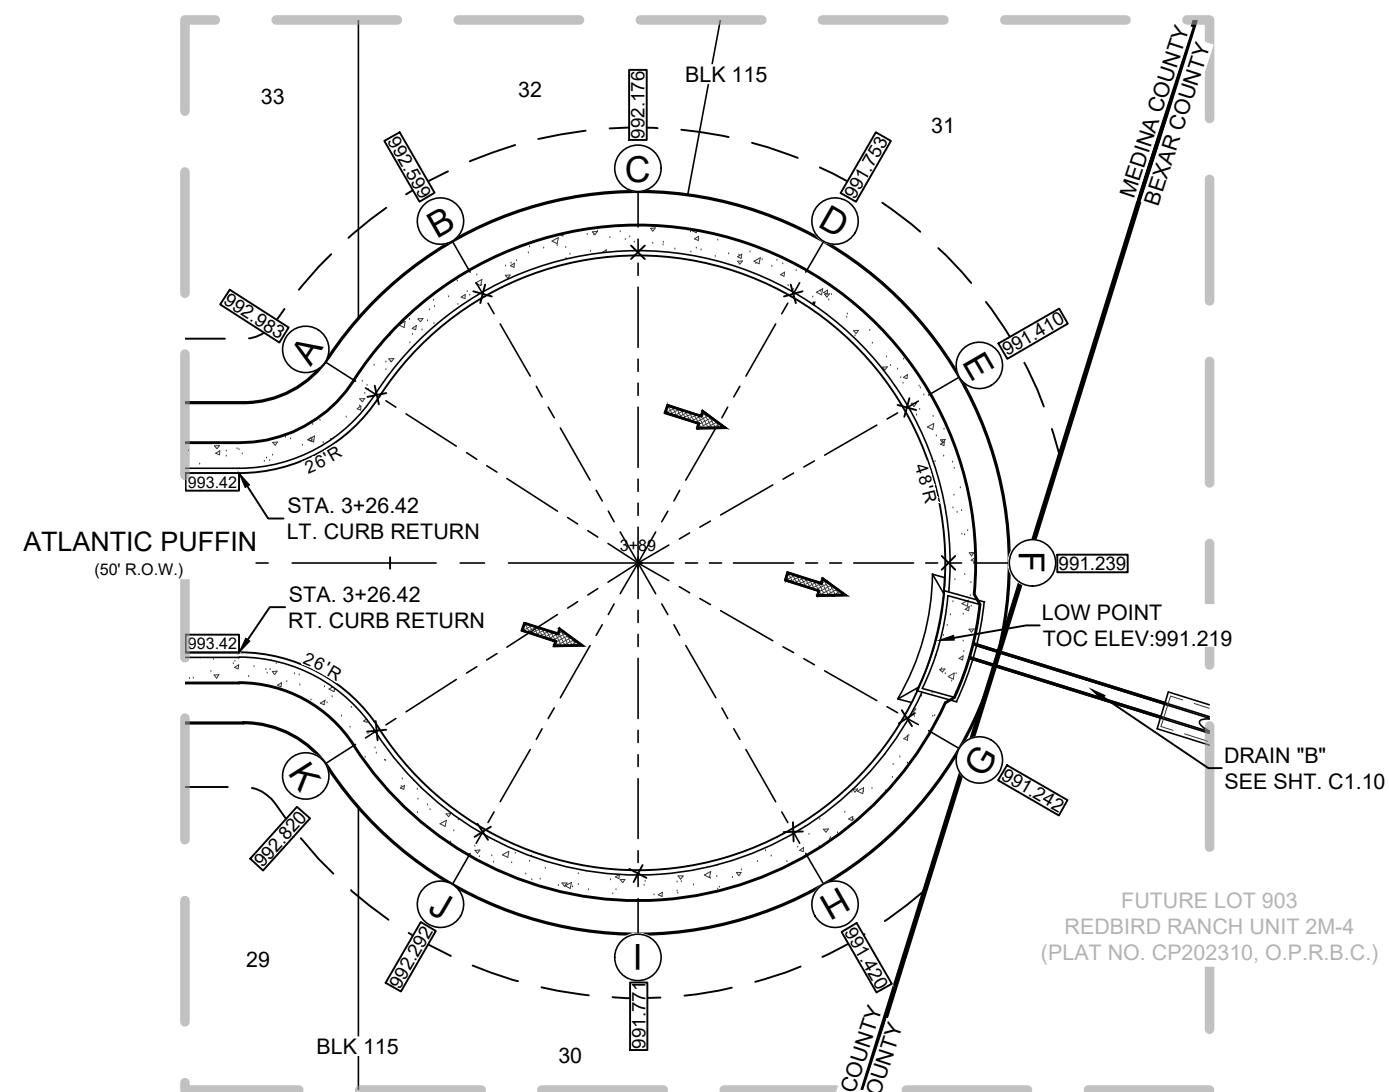 33
32
BLK 115
31
MEDINA COUNTY
BEXAR COUNTY
992.176
992.599
991.753
C
B
D
992.983
A
991.410
E
26'R
48'R
993.42
STA. 3+26.42
LT. CURB RETURN
ATLANTIC PUFFIN
(50' R.O.W.)
3+89
F
991.239
STA. 3+26.42
RT. CURB RETURN
993.42
26'R
LOW POINT
TOC ELEV:991.219
K
992.820
G
991.242
DRAIN "B"
SEE SHT. C1.10
J
992.292
H
991.420
I
991.771
FUTURE LOT 903
REDBIRD RANCH UNIT 2M-4
(PLAT NO. CP202310, O.P.R.B.C.)
29
BLK 115
30
COUNTY
OUNTY